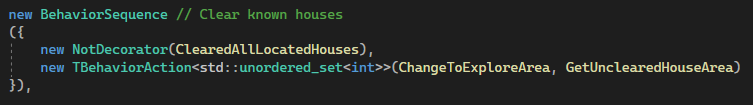 new BehaviorSequence // Clear known houses
({
    new NotDecorator(ClearedAllLocatedHouses),
    new TBehaviorAction<std::unordered_set<int>>(ChangeToExploreArea, GetUnclearedHouseArea)
}),